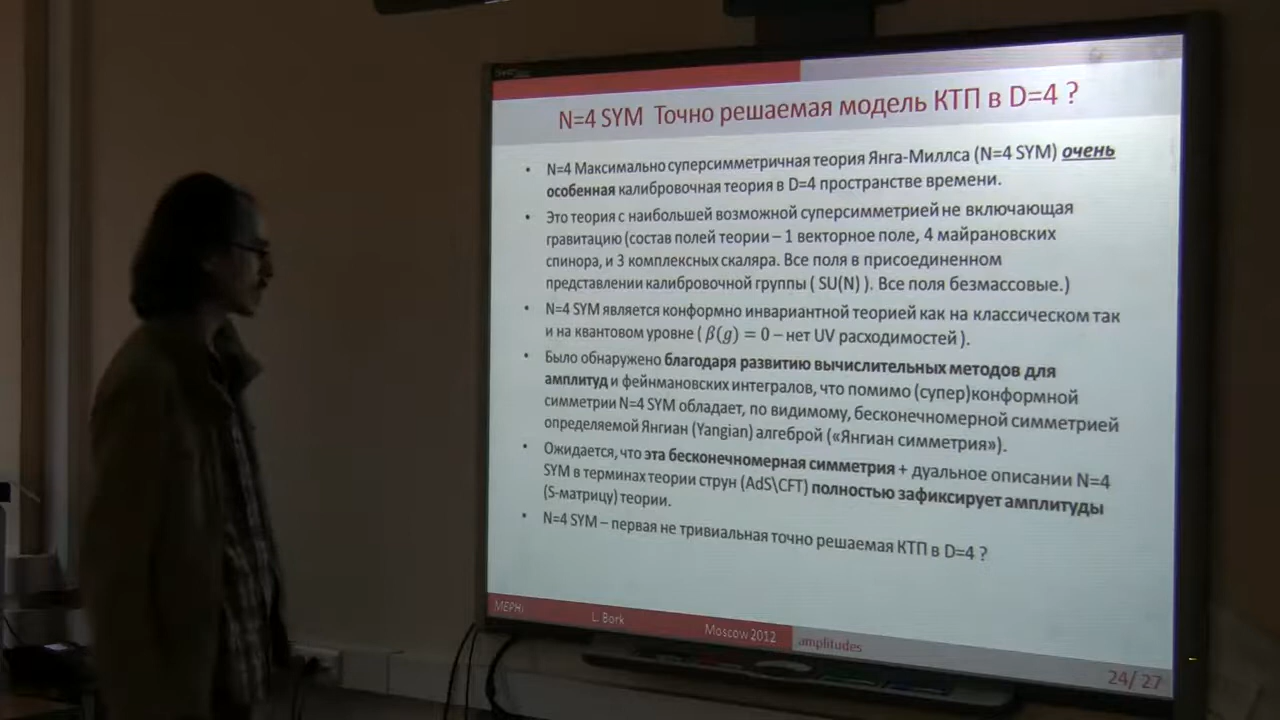 N=4 SYM Точно решаемая модель КТП в D=4 ?
• N=4 Максимально суперсимметричная теория Янга-Миллса (N=4 SYM) очень
особенная калибровочная теория в D=4 пространстве времени.
• Это теория с наибольшей возможной суперсимметрией не включающая
гравитацию (состав полей теории – 1 векторное поле, 4 майрановских
спинора, и 3 комплексных скаляра. Все поля в присоединенном
представлении калибровочной группы ( SU(N) ). Все поля безмассовые.)
• N=4 SYM является конформно инвариантной теорией как на классическом так
и на квантовом уровне ( β(g) = 0 – нет UV расходимостей ).
• Было обнаружено благодаря развитию вычислительных методов для
амплитуд и фейнмановских интегралов, что помимо (супер)конформной
симметрии N=4 SYM обладает, по видимому, бесконечномерной симметрией
определяемой Янгиан (Yangian) алгеброй («Янгиан симметрия»).
• Ожидается, что эта бесконечномерная симметрия + дуальное описании N=4
SYM в терминах теории струн (AdS\CFT) полностью зафиксирует амплитуды
(S-матрицу) теории.
• N=4 SYM – первая не тривиальная точно решаемая КТП в D=4 ?
MEPHI L. Bork Moscow 2012 amplitudes
24/ 27